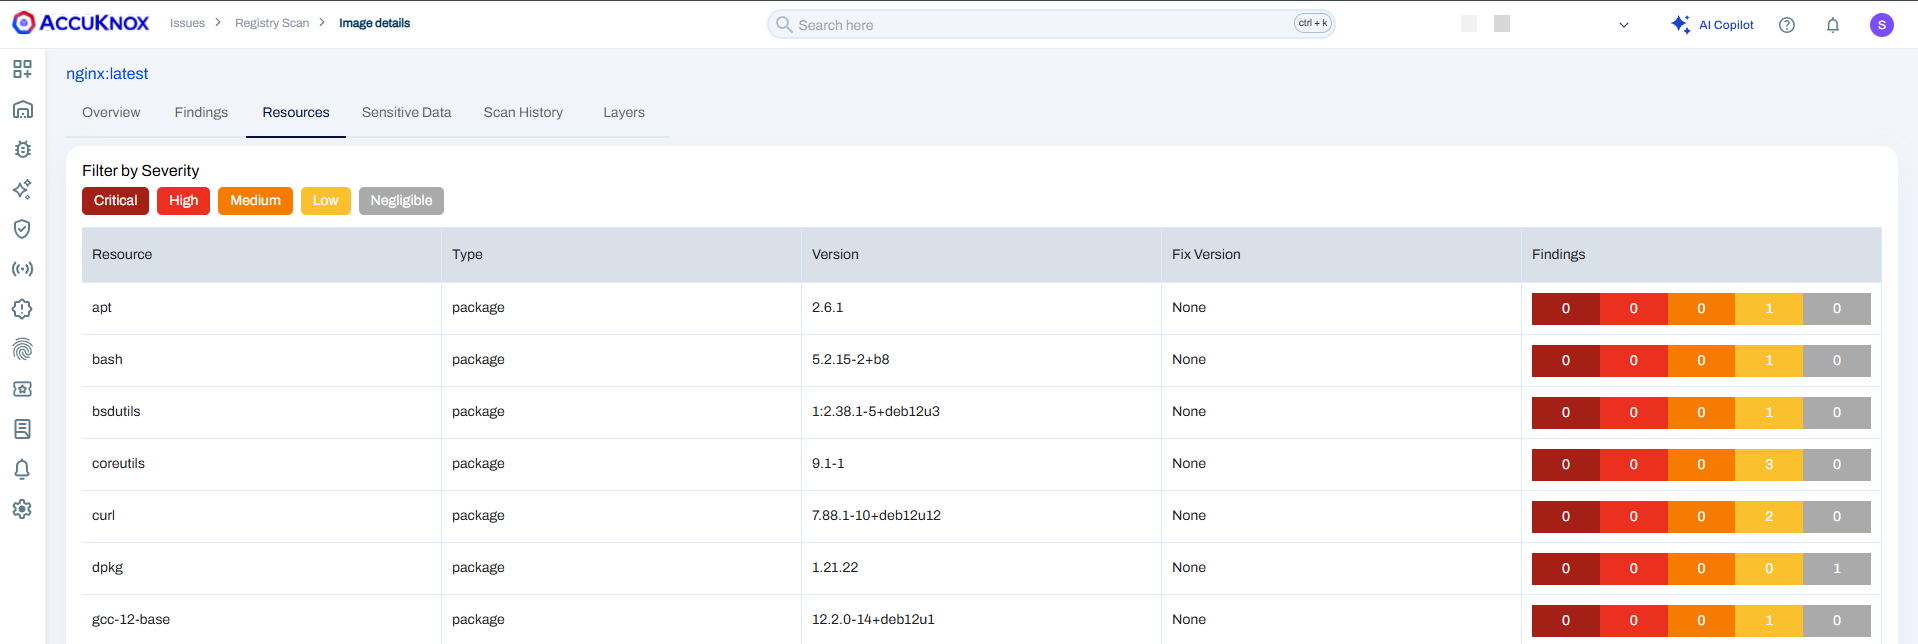 ACCUKNOX Issues > Registry Scan > Image details Search here ctrl + k AI Copilot S
nginx:latest
Overview Findings Resources Sensitive Data Scan History Layers
Filter by Severity
Critical High Medium Low Negligible
Resource Type Version Fix Version Findings
apt package 2.6.1 None 0 0 0 1 0
bash package 5.2.15-2+b8 None 0 0 0 1 0
bsdutils package 1:2.38.1-5+deb12u3 None 0 0 0 1 0
coreutils package 9.1-1 None 0 0 0 3 0
curl package 7.88.1-10+deb12u12 None 0 0 0 2 0
dpkg package 1.21.22 None 0 0 0 0 1
gcc-12-base package 12.2.0-14+deb12u1 None 0 0 0 1 0